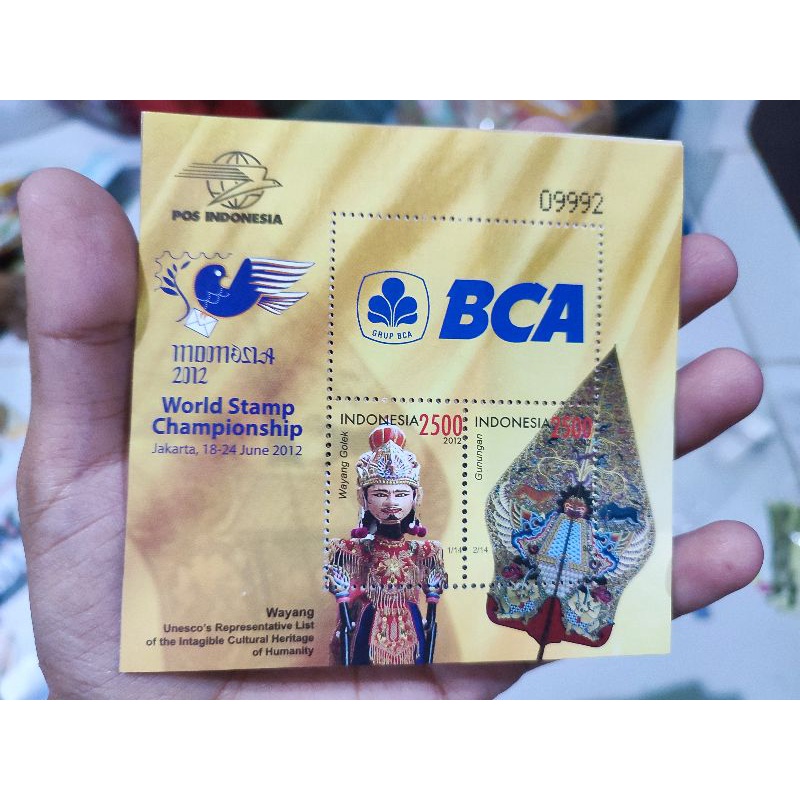 POS INDONESIA
09992
INDONESIA
2012
World Stamp
Championship
Jakarta, 18-24 June 2012
GRUP BCA
BCA
INDONESIA 2500
2012
Wayang Golek
1/14
INDONESIA 2500
Gunungan
2/14
Wayang
Unesco's Representative List
of the Intagible Cultural Heritage
of Humanity